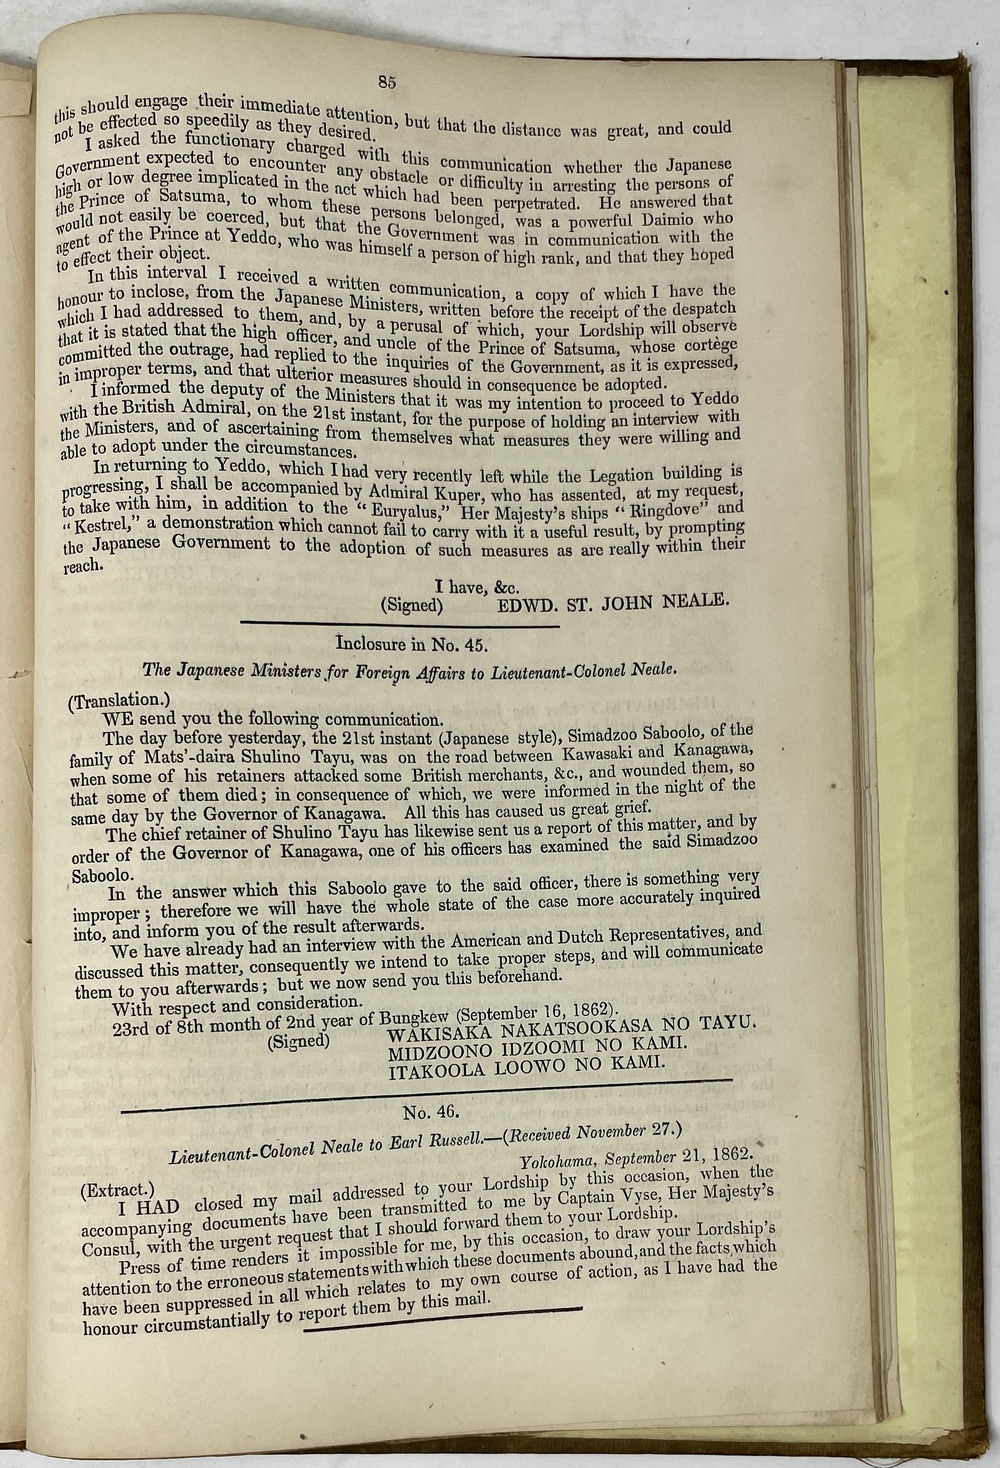 85
this should engage their immediate attention, but that the distance was great, and could
not be effected so speedily as they desired.
I asked the functionary charged with this communication whether the Japanese
Government expected to encounter any obstacle or difficulty in arresting the persons of
high or low degree implicated in the act which had been perpetrated. He answered that
the Prince of Satsuma, to whom these persons belonged, was a powerful Daimio who
would not easily be coerced, but that the Government was in communication with the
agent of the Prince at Yeddo, who was himself a person of high rank, and that they hoped
to effect their object.
In this interval I received a written communication, a copy of which I have the
honour to inclose, from the Japanese Ministers, written before the receipt of the despatch
which I had addressed to them, and, by a perusal of which, your Lordship will observe
that it is stated that the high officer, and uncle of the Prince of Satsuma, whose cortège
committed the outrage, had replied to the inquiries of the Government, as it is expressed,
in improper terms, and that ulterior measures should in consequence be adopted.
I informed the deputy of the Ministers that it was my intention to proceed to Yeddo
with the British Admiral, on the 21st instant, for the purpose of holding an interview with
the Ministers, and of ascertaining from themselves what measures they were willing and
able to adopt under the circumstances.
In returning to Yeddo, which I had very recently left while the Legation building is
progressing, I shall be accompanied by Admiral Kuper, who has assented, at my request,
to take with him, in addition to the "Euryalus," Her Majesty's ships "Ringdove" and
"Kestrel," a demonstration which cannot fail to carry with it a useful result, by prompting
the Japanese Government to the adoption of such measures as are really within their
reach.
I have, &c.
(Signed) EDWD. ST. JOHN NEALE.
Inclosure in No. 45.
The Japanese Ministers for Foreign Affairs to Lieutenant-Colonel Neale.
(Translation.)
WE send you the following communication.
The day before yesterday, the 21st instant (Japanese style), Simadzoo Saboolo, of the
family of Mats'-daira Shulino Tayu, was on the road between Kawasaki and Kanagawa,
when some of his retainers attacked some British merchants, &c., and wounded them, so
that some of them died; in consequence of which, we were informed in the night of the
same day by the Governor of Kanagawa. All this has caused us great grief.
The chief retainer of Shulino Tayu has likewise sent us a report of this matter, and by
order of the Governor of Kanagawa, one of his officers has examined the said Simadzoo
Saboolo.
In the answer which this Saboolo gave to the said officer, there is something very
improper; therefore we will have the whole state of the case more accurately inquired
into, and inform you of the result afterwards.
We have already had an interview with the American and Dutch Representatives, and
discussed this matter, consequently we intend to take proper steps, and will communicate
them to you afterwards; but we now send you this beforehand.
With respect and consideration.
23rd of 8th month of 2nd year of Bungkew (September 16, 1862).
(Signed) WAKISAKA NAKATSOOKASA NO TAYU.
MIDZOONO IDZOOMI NO KAMI.
ITAKOOLA LOOWO NO KAMI.
No. 46.
Lieutenant-Colonel Neale to Earl Russell.—(Received November 27.)
Yokohama, September 21, 1862.
(Extract.)
I HAD closed my mail addressed to your Lordship by this occasion, when the
accompanying documents have been transmitted to me by Captain Vyse, Her Majesty's
Consul, with the urgent request that I should forward them to your Lordship.
Press of time renders it impossible for me, by this occasion, to draw your Lordship's
attention to the erroneous statements with which these documents abound, and the facts which
have been suppressed in all which relates to my own course of action, as I have had the
honour circumstantially to report them by this mail.